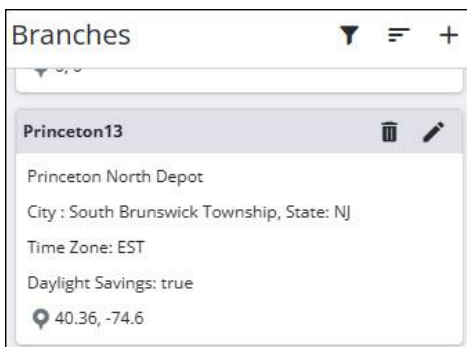 Branches
Princeton13
Princeton North Depot
City : South Brunswick Township, State: NJ
Time Zone: EST
Daylight Savings: true
40.36, -74.6